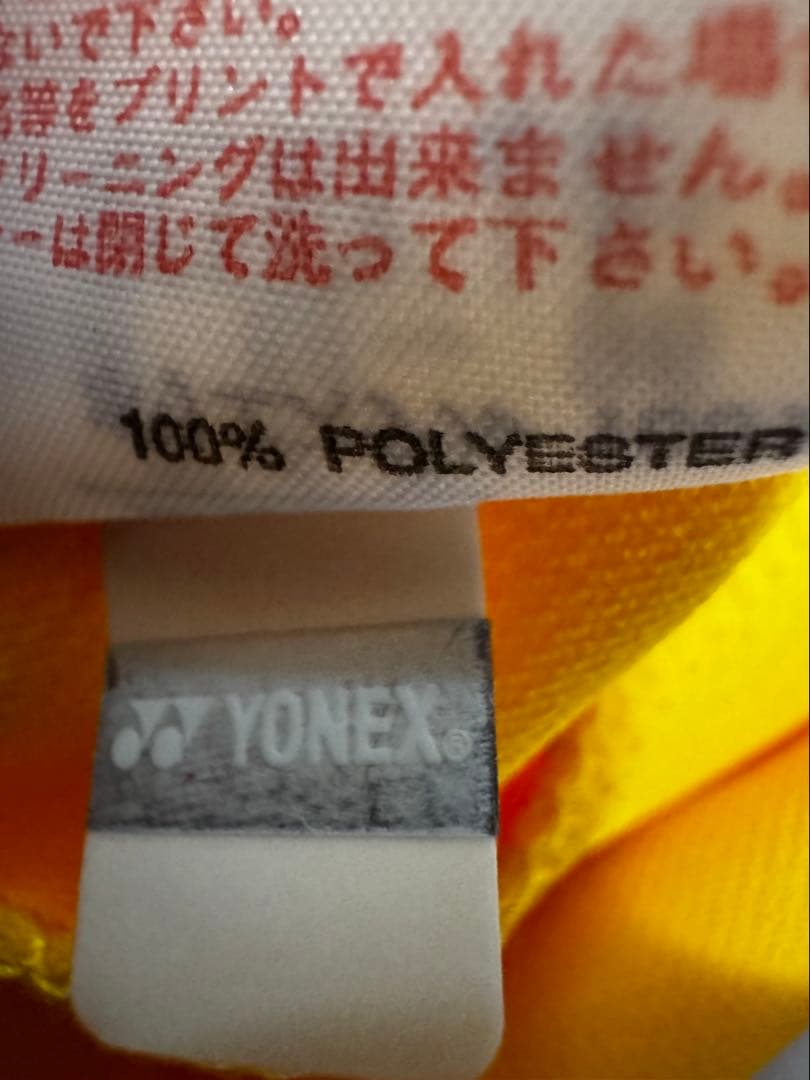 いで下さい。
等をプリントで入れた場
リーニングは出来ません。
ーは閉じて洗って下さい。
100% POLYESTER
YONEX®